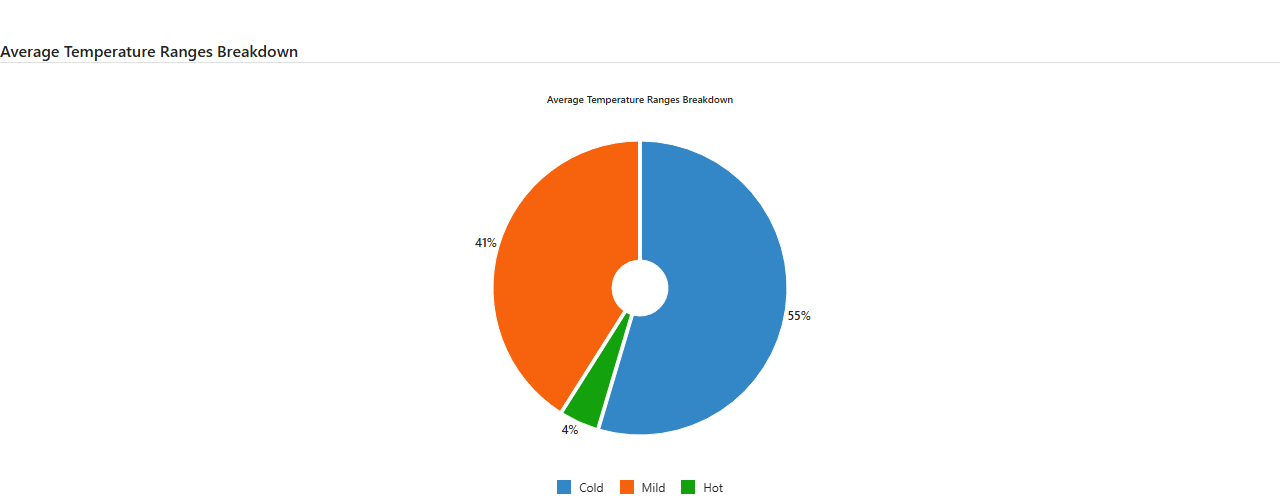 Average Temperature Ranges Breakdown
Average Temperature Ranges Breakdown
41%
55%
4%
Cold Mild Hot